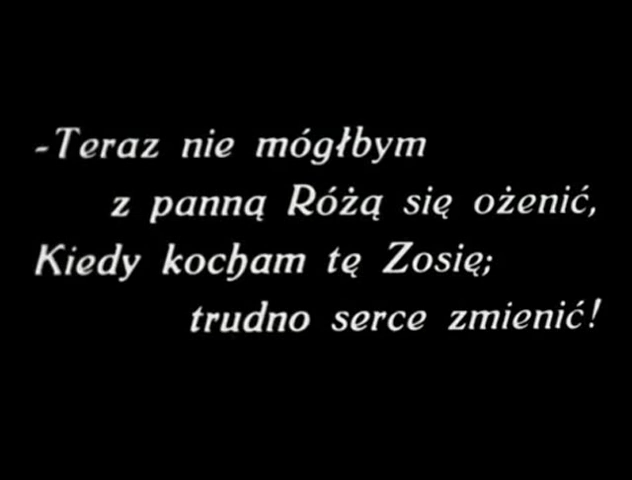 -Teraz nie mógłbym
z panną Różą się ożenić,
Kiedy kocham tę Zosię;
trudno serce zmienić!